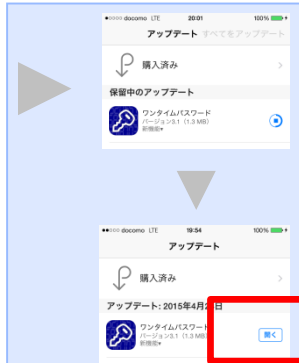 docomo LTE 20:01 100%
アップデート すべてをアップデート
購入済み
保留中のアップデート
ワンタイムパスワード
バージョン3.1 (1.3 MB)
新機能▾
docomo LTE 19:54 100%
アップデート
購入済み
アップデート: 2015年4月2 日
ワンタイムパスワード
バージョン3.1 (1.3 MB)
新機能▾
開く